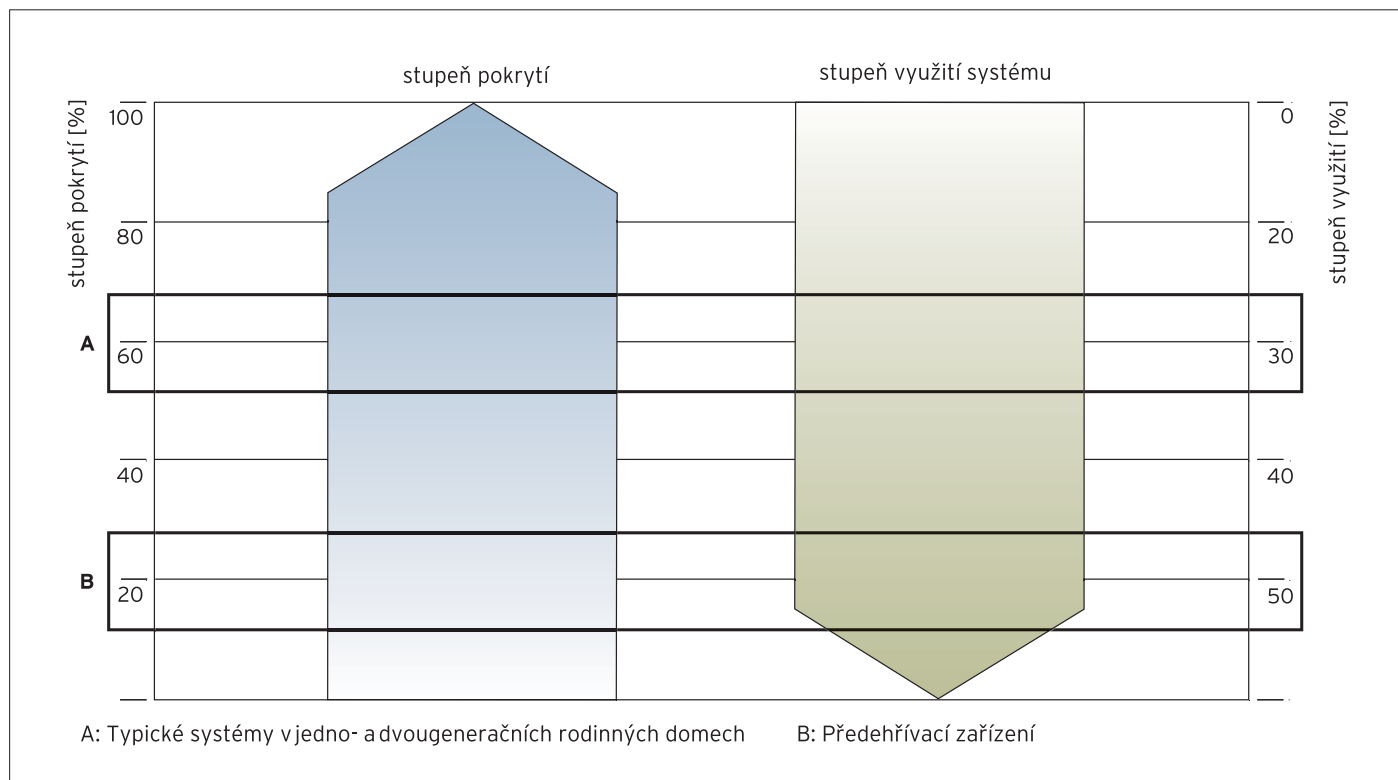 stupeň pokrytí
stupeň využití systému
stupeň pokrytí [%]
100
80
60
40
20
A
B
0
20
30
40
50
stupeň využití [%]
A: Typické systémy v jedno- a dvougeneračních rodinných domech
B: Předehřívací zařízení